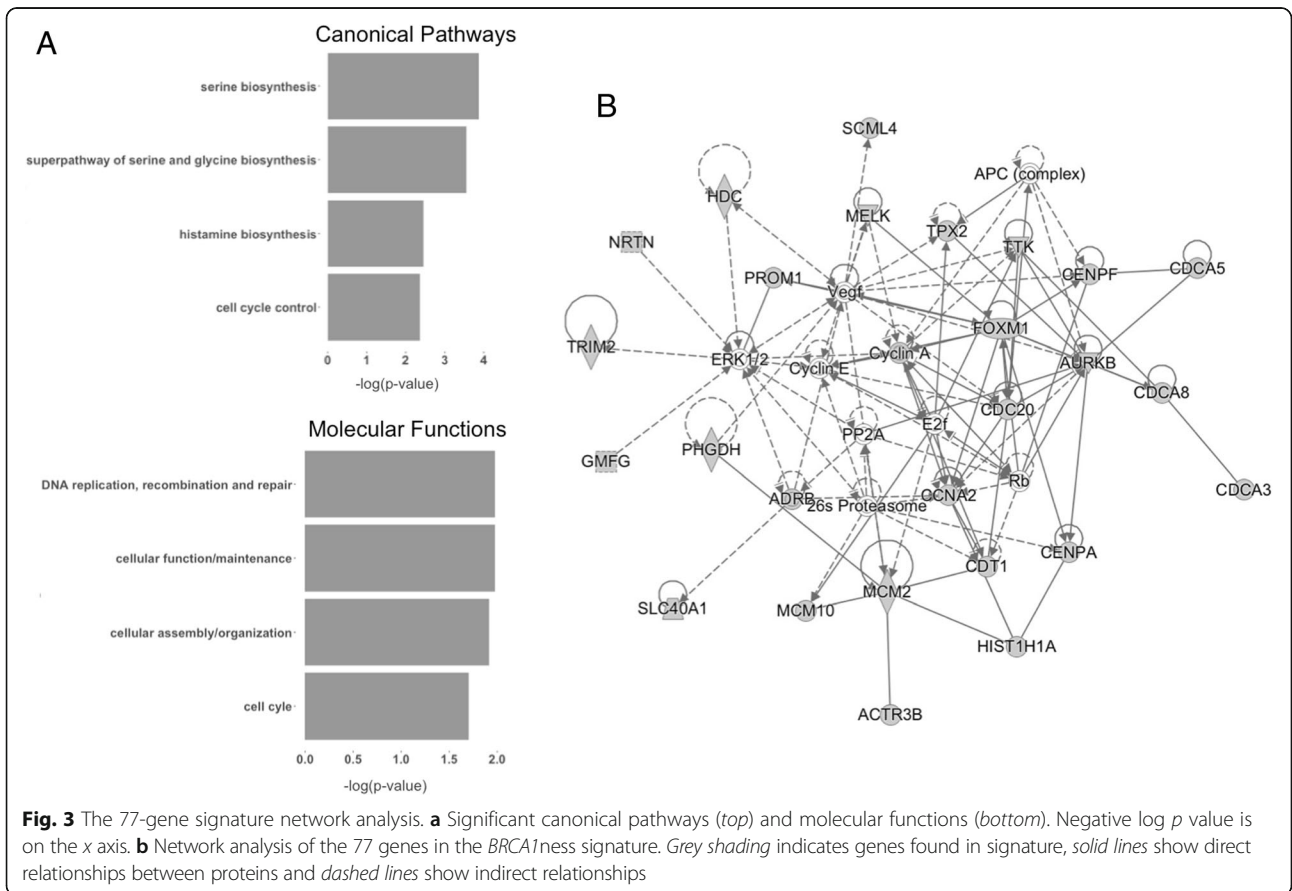 A
Canonical Pathways
serine biosynthesis
superpathway of serine and glycine biosynthesis
histamine biosynthesis
cell cycle control
0 1 2 3 4
-log(p-value)
Molecular Functions
DNA replication, recombination and repair
cellular function/maintenance
cellular assembly/organization
cell cyle
0.0 0.5 1.0 1.5 2.0
-log(p-value)
B
SCML4
APC (complex)
HDC
MELK
TPX2
TTK
NRTN
CENPF
CDCA5
PROM1
Vegf
FOXM1
TRIM2
ERK1/2
Cyclin E
Cyclin A
AURKB
CDCA8
CDC20
E2f
PP2A
PHGDH
GMFG
Rb
CDCA3
ADRB
26s Proteasome
CCNA2
CENPA
CDT1
SLC40A1
MCM10
MCM2
HIST1H1A
ACTR3B
Fig. 3 The 77-gene signature network analysis. a Significant canonical pathways (top) and molecular functions (bottom). Negative log p value is
on the x axis. b Network analysis of the 77 genes in the BRCA1ness signature. Grey shading indicates genes found in signature, solid lines show direct
relationships between proteins and dashed lines show indirect relationships